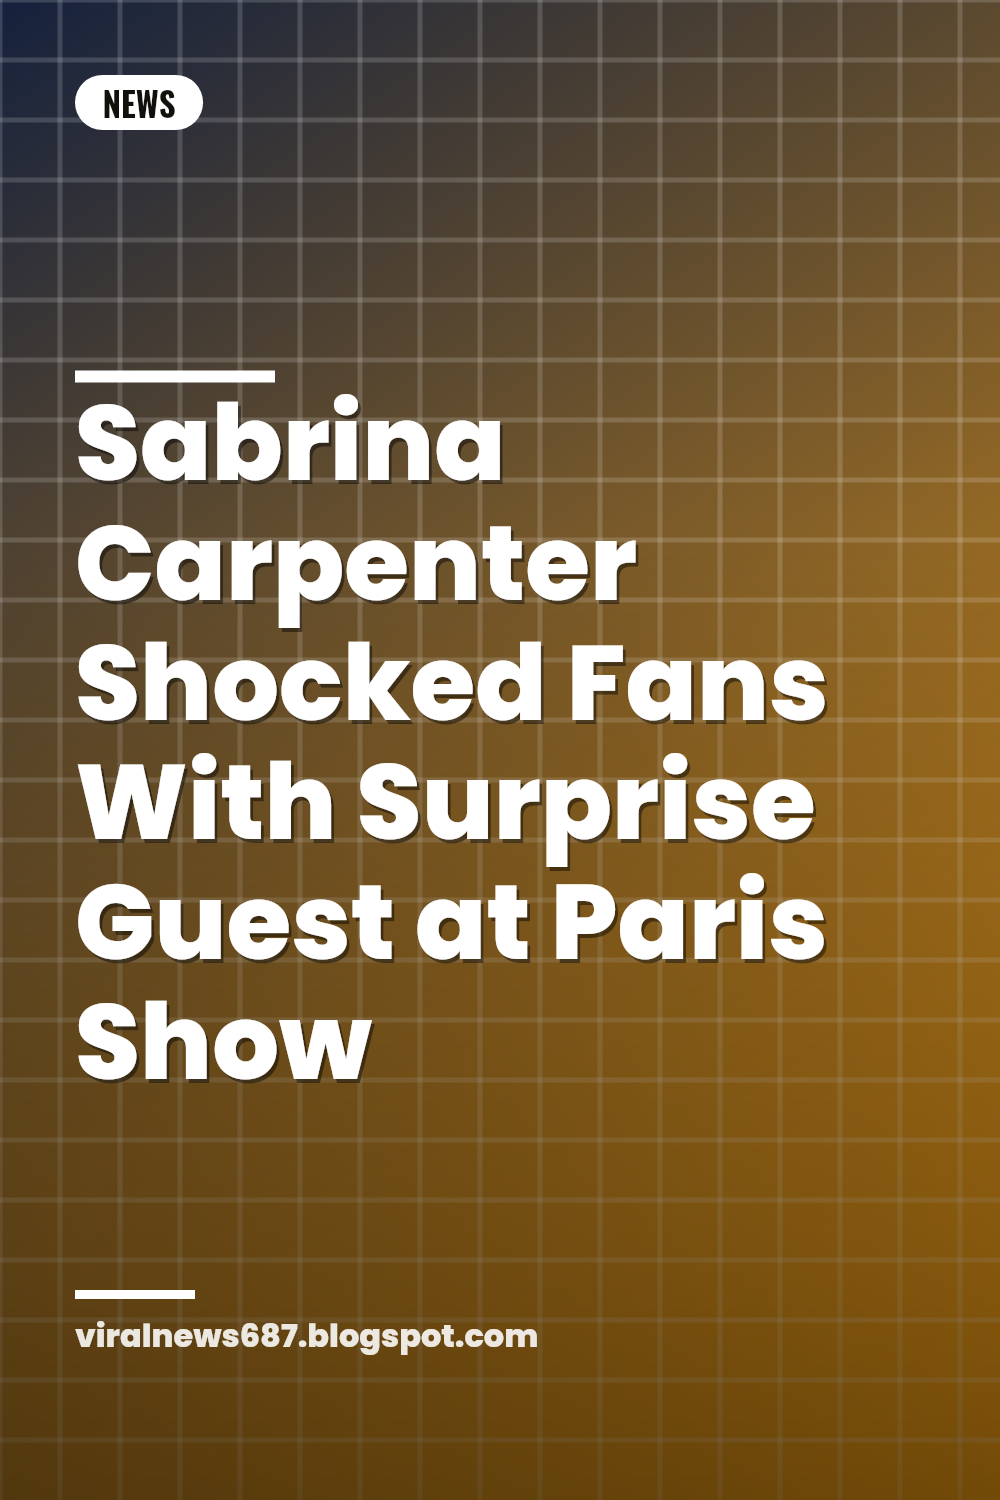 NEWS
Sabrina
Carpenter
Shocked Fans
With Surprise
Guest at Paris
Show
viralnews687.blogspot.com